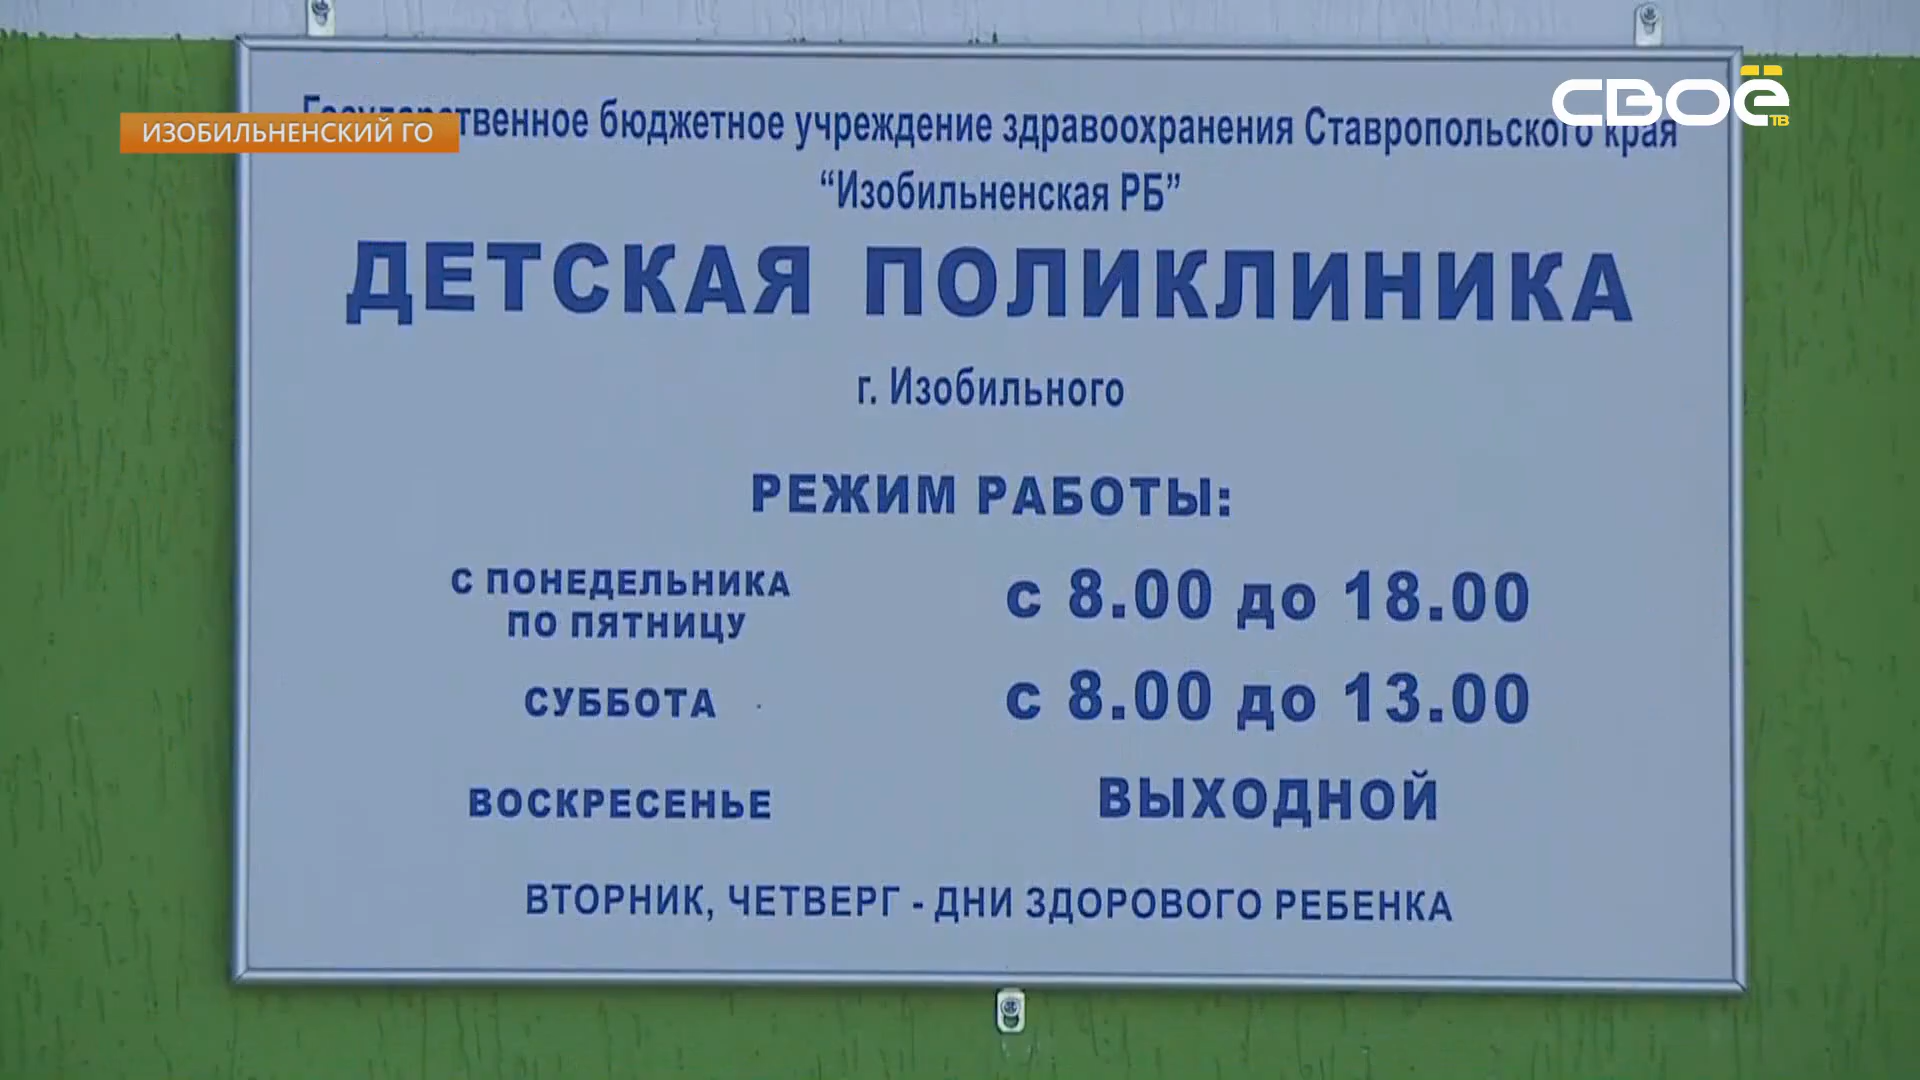 СВОЁ
ТВ
ИЗОБИЛЬНЕНСКИЙ ГО
Государственное бюджетное учреждение здравоохранения Ставропольского края
“Изобильненская РБ”
ДЕТСКАЯ ПОЛИКЛИНИКА
г. Изобильного
РЕЖИМ РАБОТЫ:
С ПОНЕДЕЛЬНИКА
ПО ПЯТНИЦУ
с 8.00 до 18.00
СУББОТА с 8.00 до 13.00
ВОСКРЕСЕНЬЕ ВЫХОДНОЙ
ВТОРНИК, ЧЕТВЕРГ - ДНИ ЗДОРОВОГО РЕБЕНКА